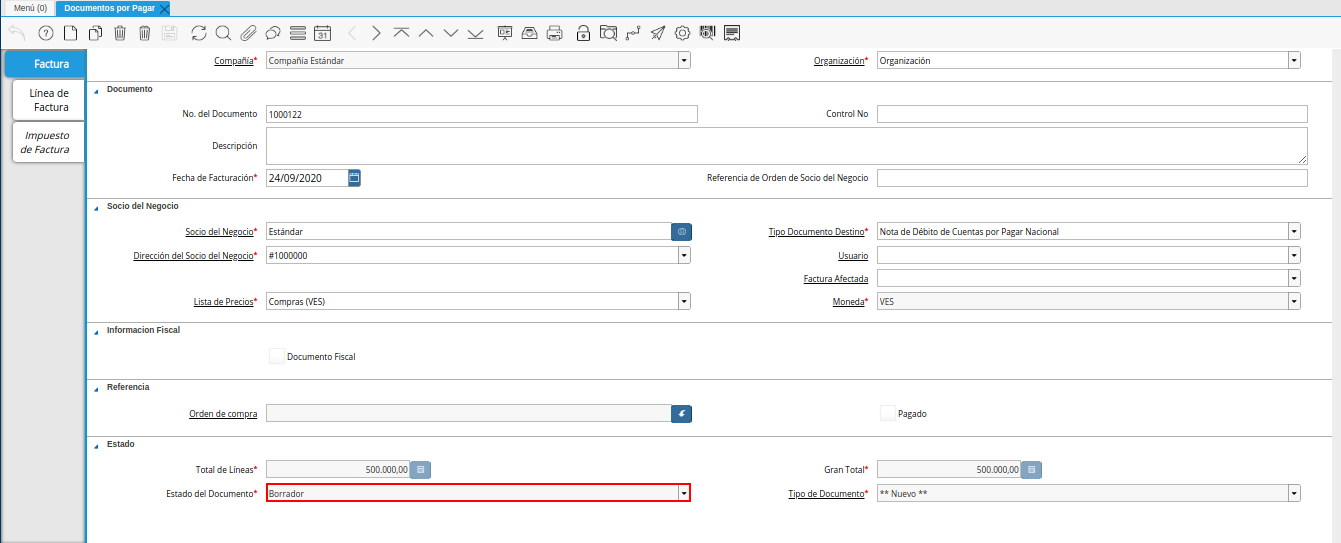 Menú (0) Documentos por Pagar
31
Factura
Compañía* Compañía Estándar Organización* Organización
Línea de
Factura
Documento
No. del Documento 1000122 Control No
Impuesto
de Factura
Descripción
Fecha de Facturación* 24/09/2020 Referencia de Orden de Socio del Negocio
Socio del Negocio
Socio del Negocio* Estándar Tipo Documento Destino* Nota de Débito de Cuentas por Pagar Nacional
Dirección del Socio del Negocio* #1000000 Usuario
Factura Afectada
Lista de Precios* Compras (VES) Moneda* VES
Informacion Fiscal
Documento Fiscal
Referencia
Orden de compra Pagado
Estado
Total de Líneas* 500.000,00 Gran Total* 500.000,00
Estado del Documento* Borrador Tipo de Documento* ** Nuevo **